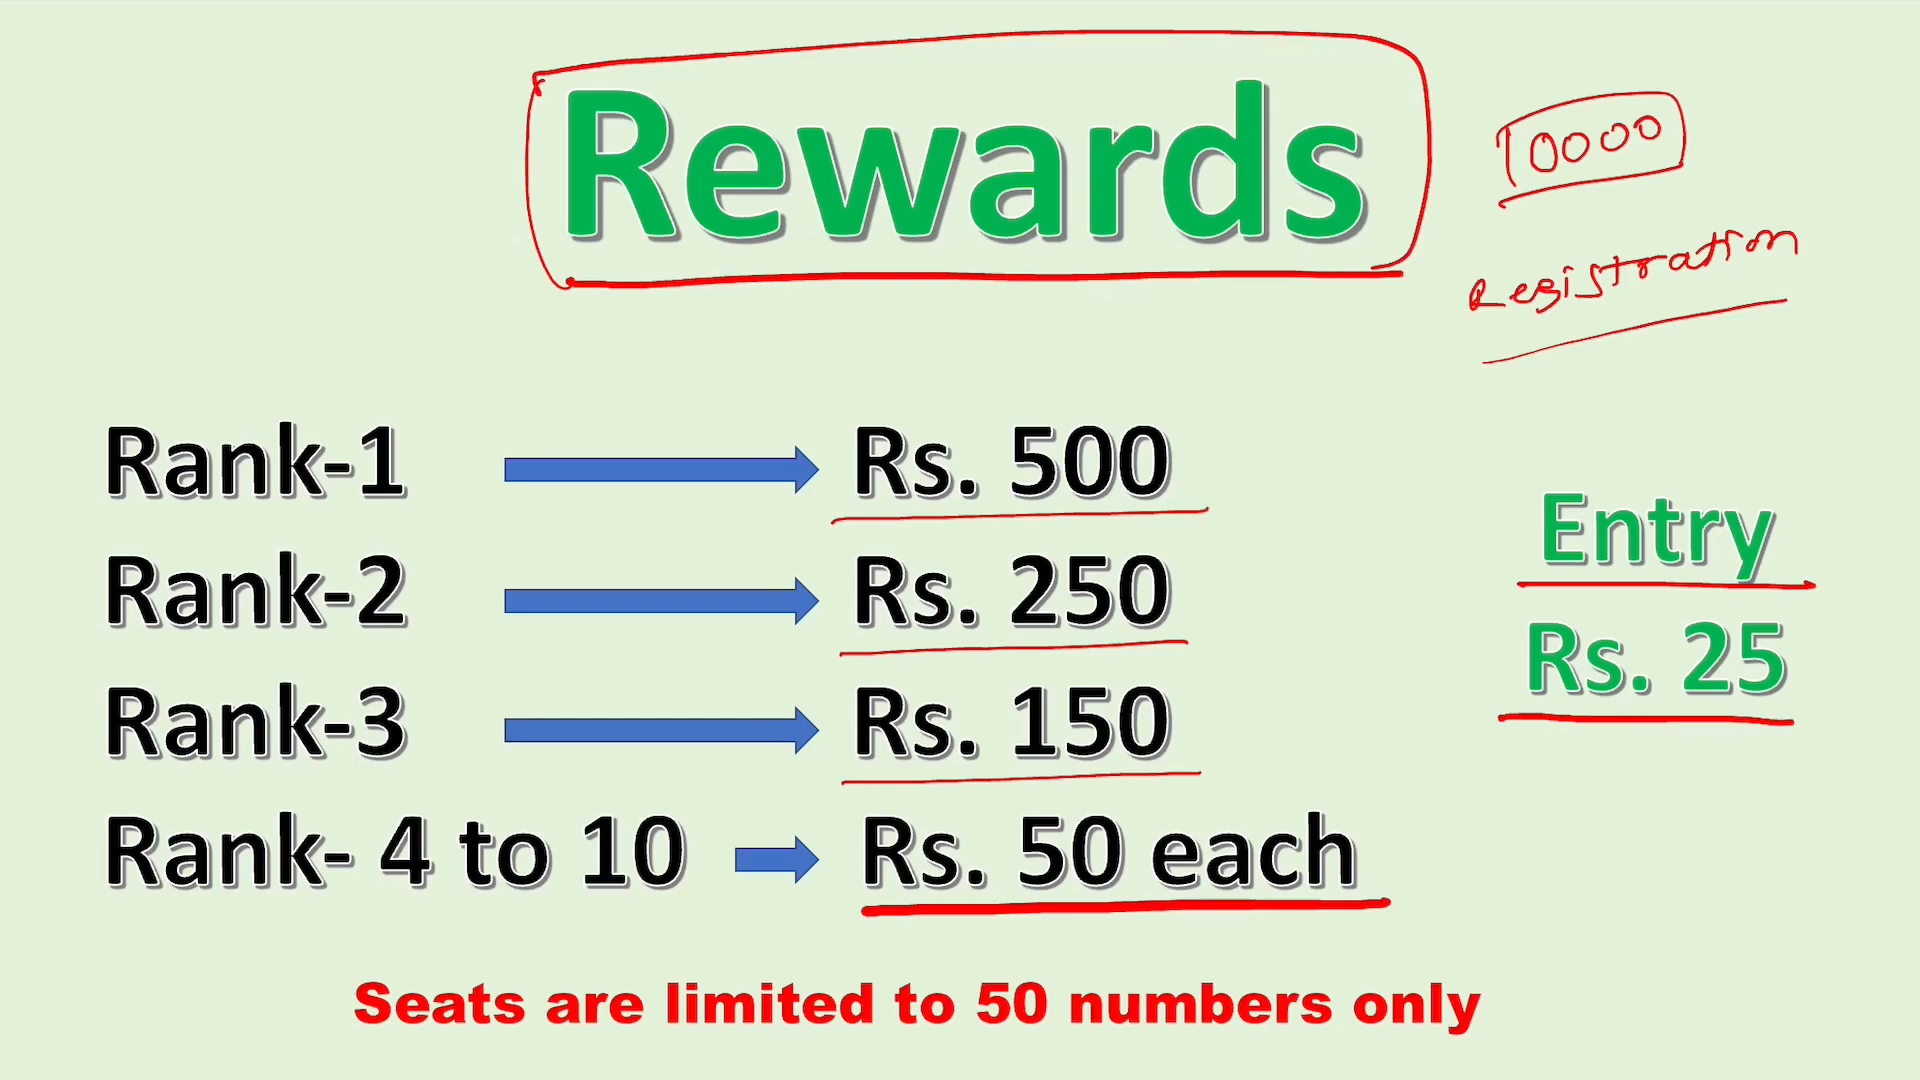 Rewards
10000
Registration
Rank-1 Rs. 500
Rank-2 Rs. 250
Rank-3 Rs. 150
Rank- 4 to 10 Rs. 50 each
Entry
Rs. 25
Seats are limited to 50 numbers only